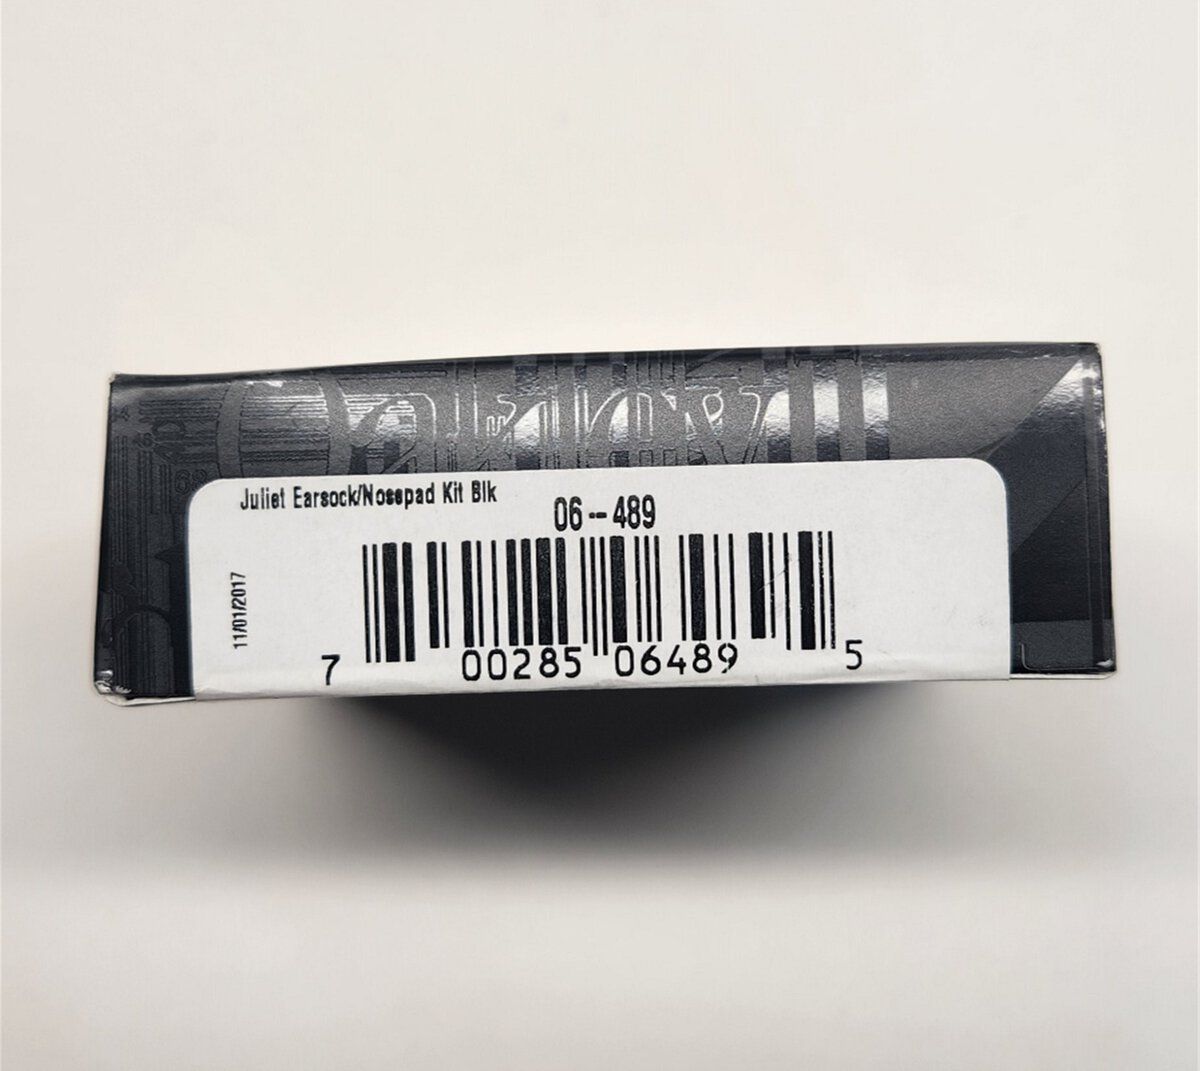 Juliet Earsock/Nosepad Kit Blk
06--489
11/01/2017
7 00285 06489 5